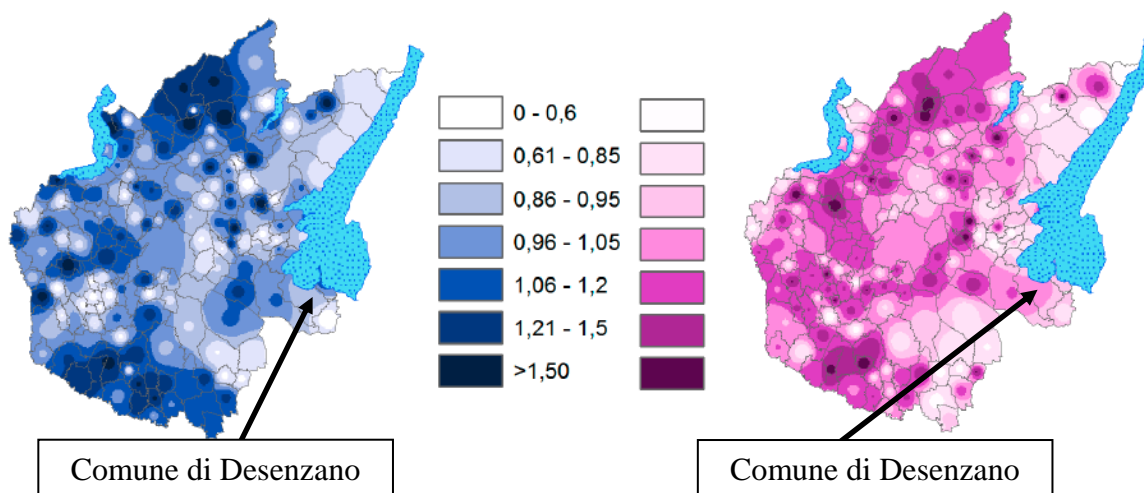 0 - 0,6
0,61 - 0,85
0,86 - 0,95
0,96 - 1,05
1,06 - 1,2
1,21 - 1,5
>1,50
Comune di Desenzano
Comune di Desenzano